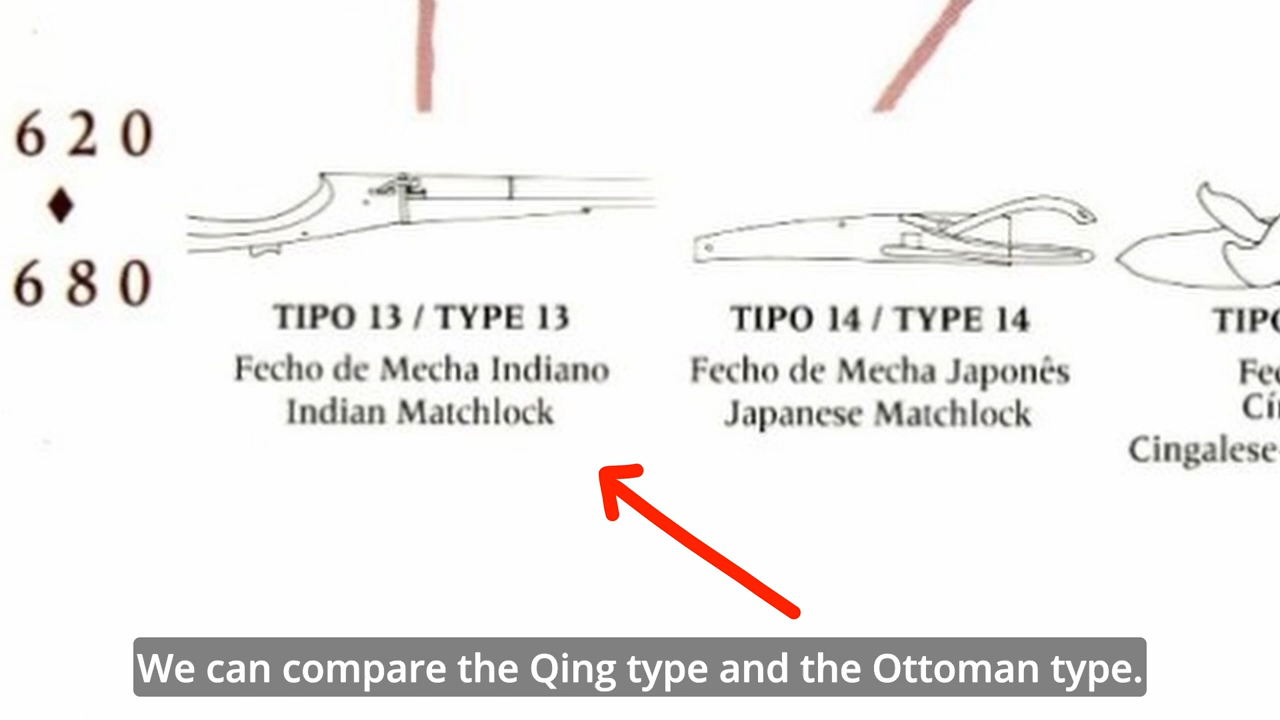 620
680
TIPO 13 / TYPE 13
Fecho de Mecha Indiano
Indian Matchlock
TIPO 14 / TYPE 14
Fecho de Mecha Japonês
Japanese Matchlock
Cingalese-
We can compare the Qing type and the Ottoman type.